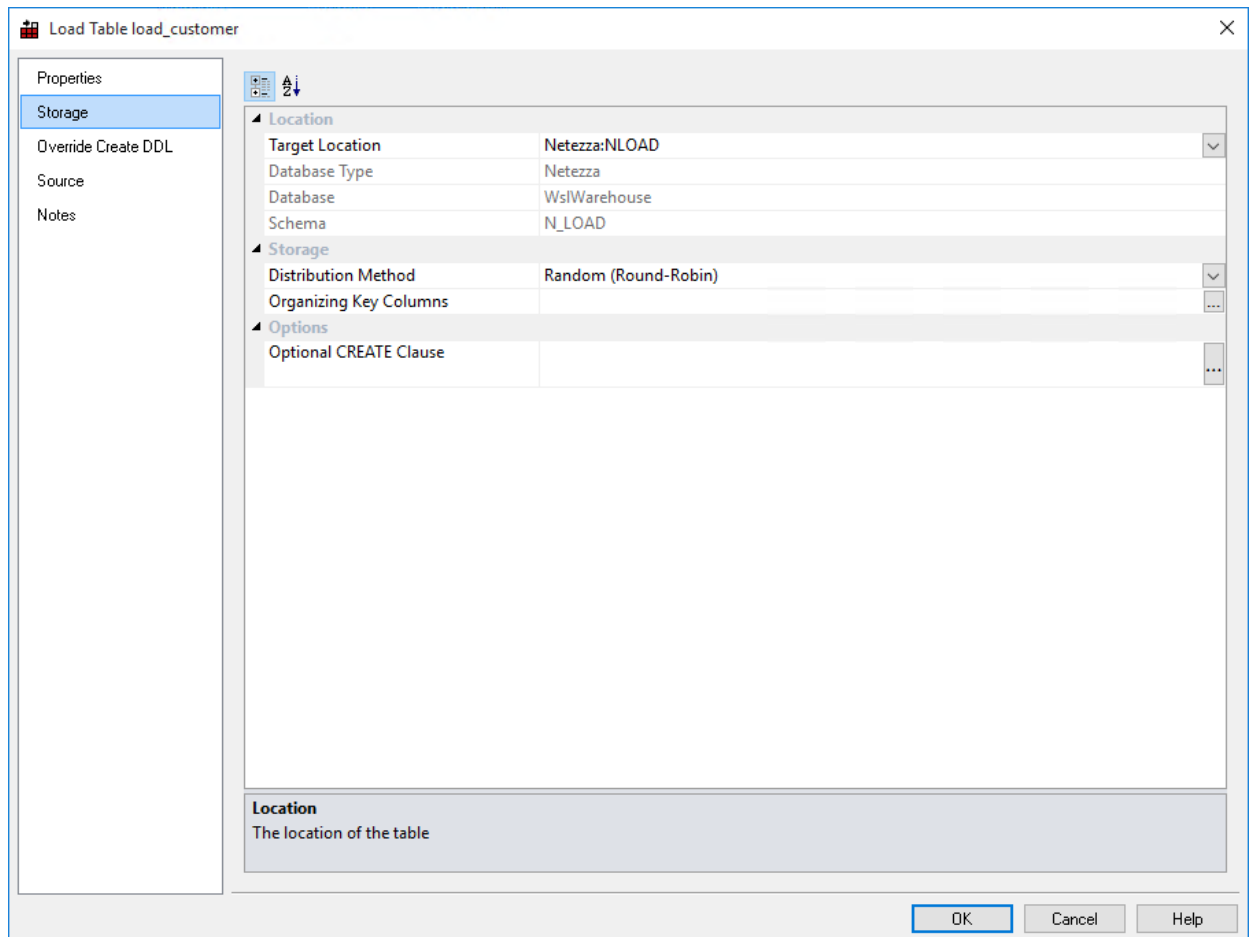 Load Table load_customer
Properties
Storage
Override Create DDL
Source
Notes
Location
Target Location Netezza:NLOAD
Database Type Netezza
Database WslWarehouse
Schema N_LOAD
Storage
Distribution Method Random (Round-Robin)
Organizing Key Columns ...
Options
Optional CREATE Clause ...
Location
The location of the table
OK Cancel Help